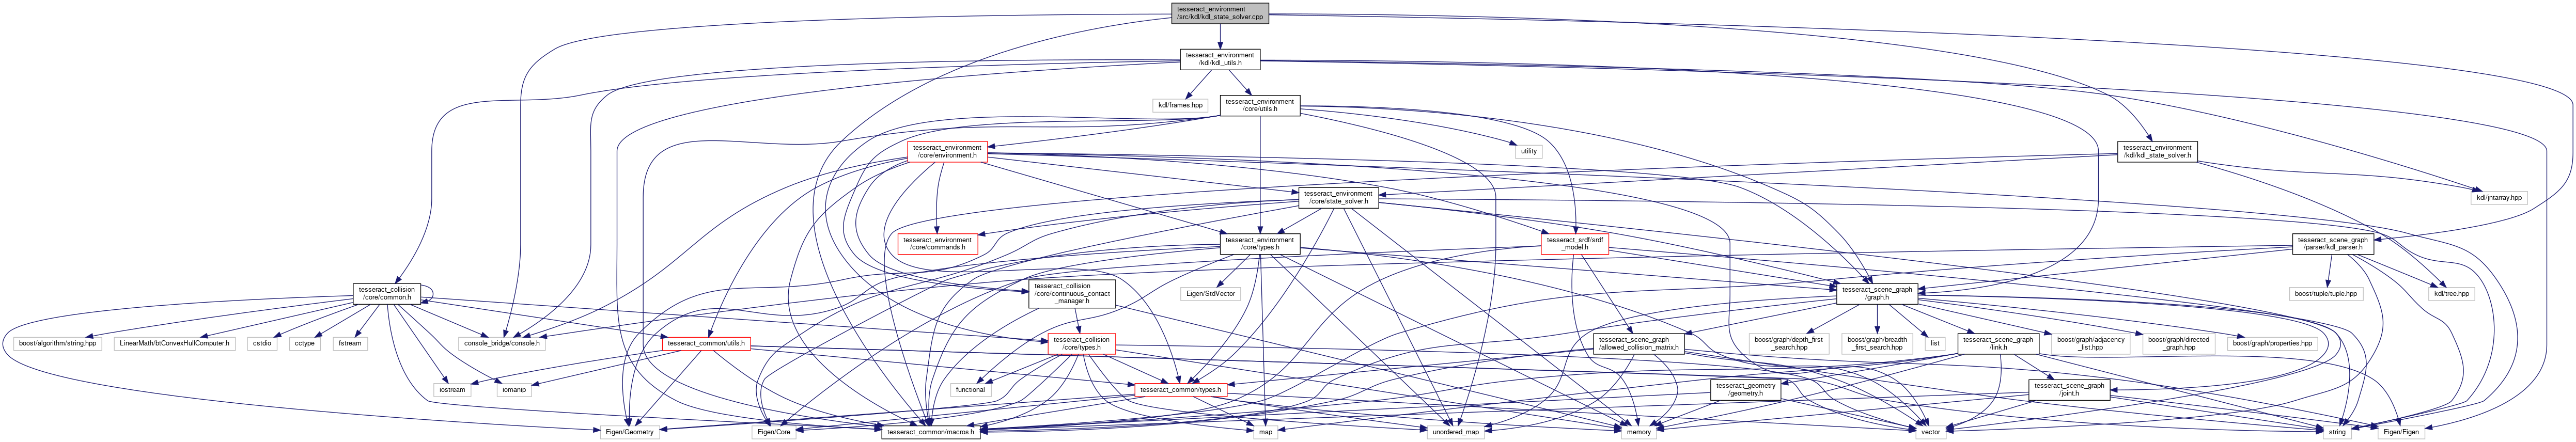 tesseract_environment
/src/kdl/kdl_state_solver.cpp
tesseract_environment
/kdl/kdl_utils.h
kdl/frames.hpp
tesseract_environment
/core/utils.h
tesseract_environment
/core/environment.h
utility
tesseract_environment
/kdl/kdl_state_solver.h
tesseract_environment
/core/state_solver.h
kdl/jntarray.hpp
tesseract_environment
/core/commands.h
tesseract_environment
/core/types.h
tesseract_srdf/srdf
_model.h
tesseract_scene_graph
/parser/kdl_parser.h
tesseract_collision
/core/common.h
tesseract_collision
/core/continuous_contact
_manager.h
Eigen/StdVector
tesseract_scene_graph
/graph.h
boost/tuple/tuple.hpp
kdl/tree.hpp
boost/algorithm/string.hpp
LinearMath/btConvexHullComputer.h
cstdio
cctype
fstream
console_bridge/console.h
tesseract_common/utils.h
tesseract_collision
/core/types.h
tesseract_scene_graph
/allowed_collision_matrix.h
boost/graph/depth_first
_search.hpp
boost/graph/breadth
_first_search.hpp
list
tesseract_scene_graph
/link.h
boost/graph/adjacency
_list.hpp
boost/graph/directed
_graph.hpp
boost/graph/properties.hpp
iostream
iomanip
functional
tesseract_common/types.h
tesseract_geometry
/geometry.h
tesseract_scene_graph
/joint.h
Eigen/Geometry
Eigen/Core
tesseract_common/macros.h
map
unordered_map
memory
vector
string
Eigen/Eigen